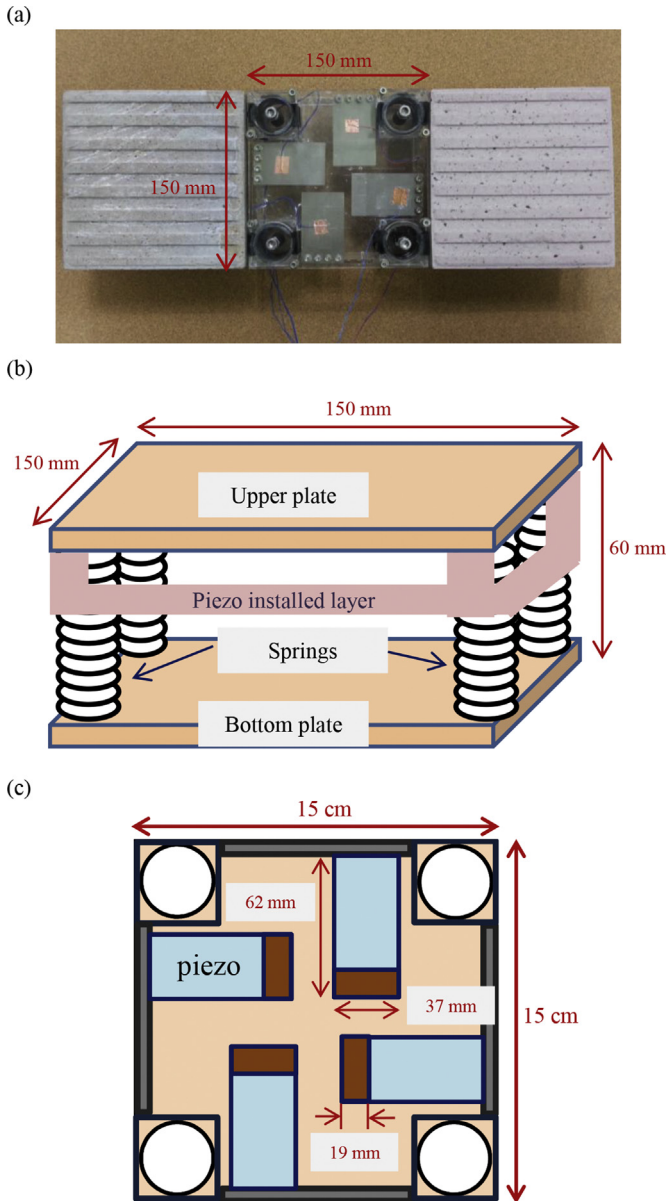 (a)
150 mm
150 mm
(b)
150 mm
150 mm
Upper plate
60 mm
Piezo installed layer
Springs
Bottom plate
(c)
15 cm
62 mm
piezo
37 mm
15 cm
19 mm